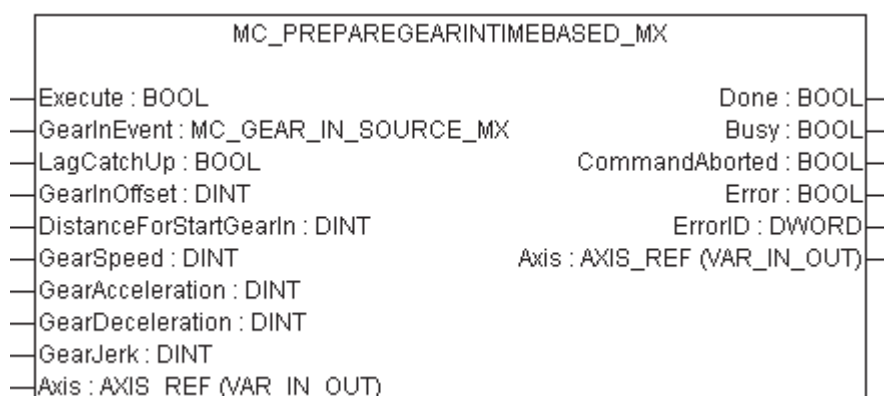 MC_PREPAREGEARINTIMEBASED_MX
Execute : BOOL Done : BOOL
GearInEvent : MC_GEAR_IN_SOURCE_MX Busy : BOOL
LagCatchUp : BOOL CommandAborted : BOOL
GearInOffset : DINT Error : BOOL
DistanceForStartGearIn : DINT ErrorID : DWORD
GearSpeed : DINT Axis : AXIS_REF (VAR_IN_OUT)
GearAcceleration : DINT
GearDeceleration : DINT
GearJerk : DINT
Axis : AXIS_REF (VAR_IN_OUT)